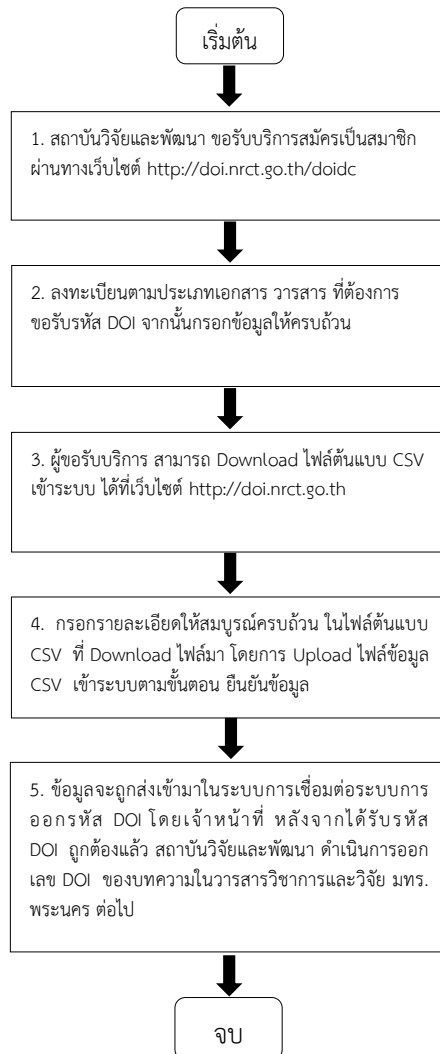 เริ่มต้น
1. สถาบันวิจัยและพัฒนา ขอรับบริการสมัครเป็นสมาชิก
ผ่านทางเว็บไซต์ http://doi.nrct.go.th/doidc
2. ลงทะเบียนตามประเภทเอกสาร วารสาร ที่ต้องการ
ขอรับรหัส DOI จากนั้นกรอกข้อมูลให้ครบถ้วน
3. ผู้ขอรับบริการ สามารถ Download ไฟล์ต้นแบบ CSV
เข้าระบบ ได้ที่เว็บไซต์ http://doi.nrct.go.th
4. กรอกรายละเอียดให้สมบูรณ์ครบถ้วน ในไฟล์ต้นแบบ
CSV ที่ Download ไฟล์มา โดยการ Upload ไฟล์ข้อมูล
CSV เข้าระบบตามขั้นตอน ยืนยันข้อมูล
5. ข้อมูลจะถูกส่งเข้ามาในระบบการเชื่อมต่อระบบการ
ออกรหัส DOI โดยเจ้าหน้าที่ หลังจากได้รับรหัส
DOI ถูกต้องแล้ว สถาบันวิจัยและพัฒนา ดำเนินการออก
เลข DOI ของบทความในวารสารวิชาการและวิจัย มทร.
พระนคร ต่อไป
จบ